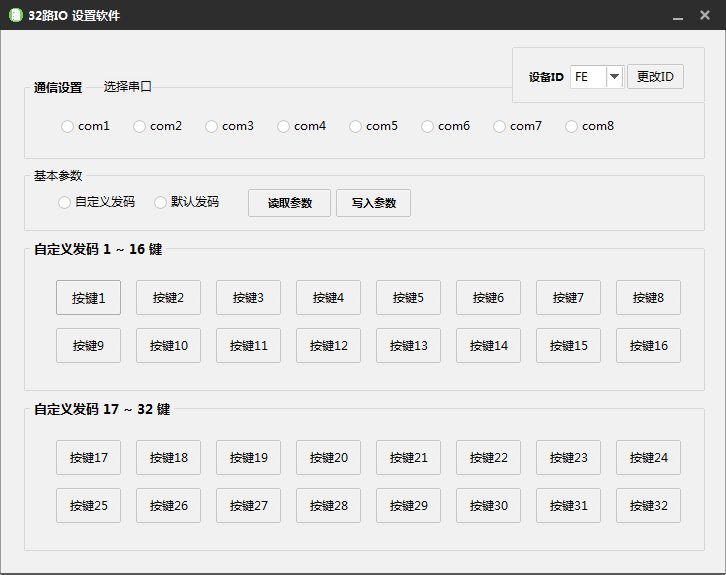 32路IO 设置软件
设备ID FE 更改ID
通信设置 选择串口
com1 com2 com3 com4 com5 com6 com7 com8
基本参数
自定义发码 默认发码 读取参数 写入参数
自定义发码 1 ~ 16 键
按键1 按键2 按键3 按键4 按键5 按键6 按键7 按键8
按键9 按键10 按键11 按键12 按键13 按键14 按键15 按键16
自定义发码 17 ~ 32 键
按键17 按键18 按键19 按键20 按键21 按键22 按键23 按键24
按键25 按键26 按键27 按键28 按键29 按键30 按键31 按键32